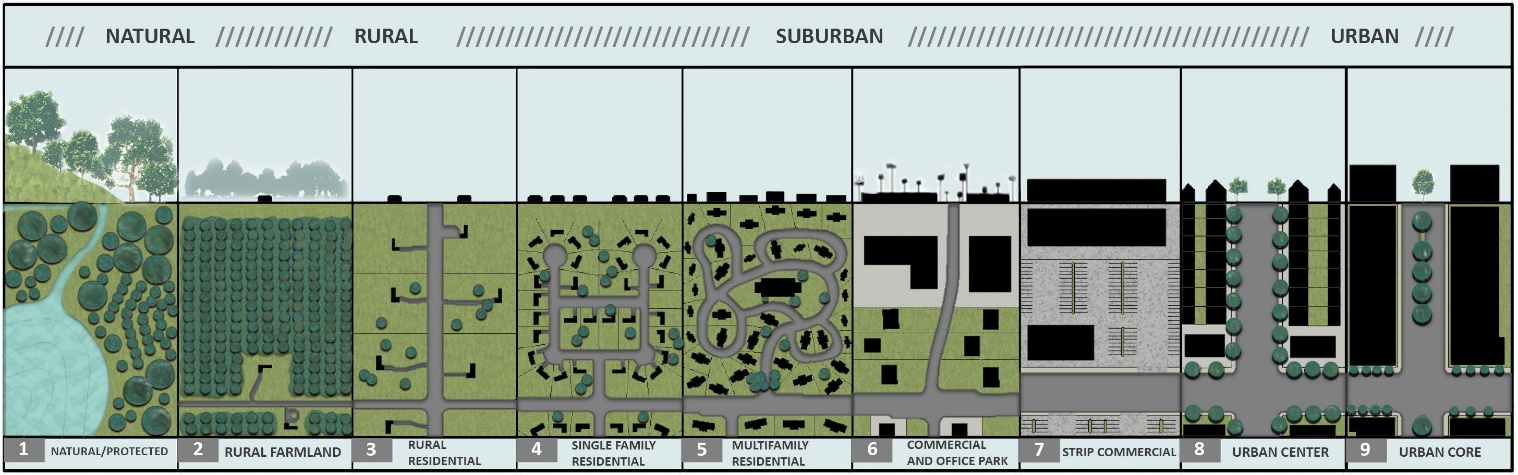 //// NATURAL //////////// RURAL ///////////////////////////// SUBURBAN //////////////////////////////////////// URBAN ////
1 NATURAL/PROTECTED
2 RURAL FARMLAND
3 RURAL
RESIDENTIAL
4 SINGLE FAMILY
RESIDENTIAL
5 MULTIFAMILY
RESIDENTIAL
6 COMMERCIAL
AND OFFICE PARK
7 STRIP COMMERCIAL
8 URBAN CENTER
9 URBAN CORE